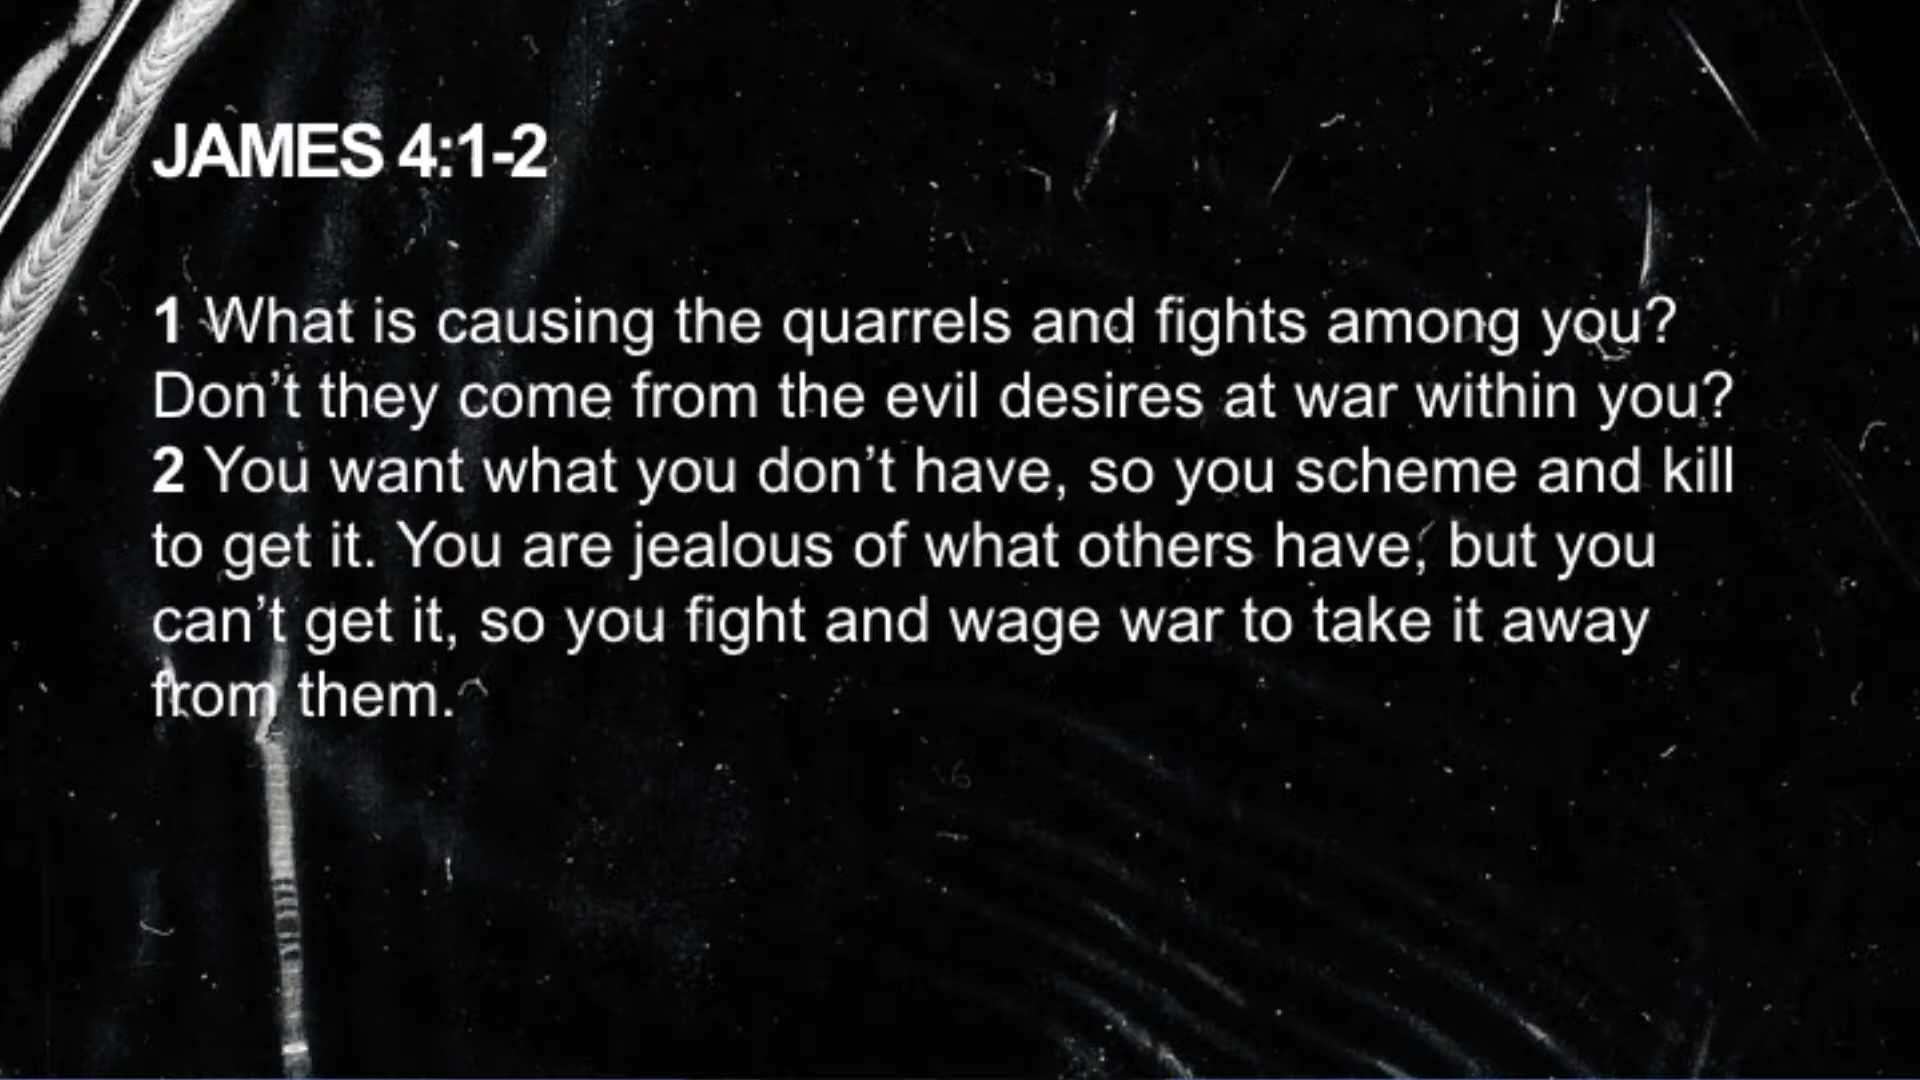 JAMES 4:1-2
1 What is causing the quarrels and fights among you?
Don’t they come from the evil desires at war within you?
2 You want what you don’t have, so you scheme and kill
to get it. You are jealous of what others have, but you
can’t get it, so you fight and wage war to take it away
from them.